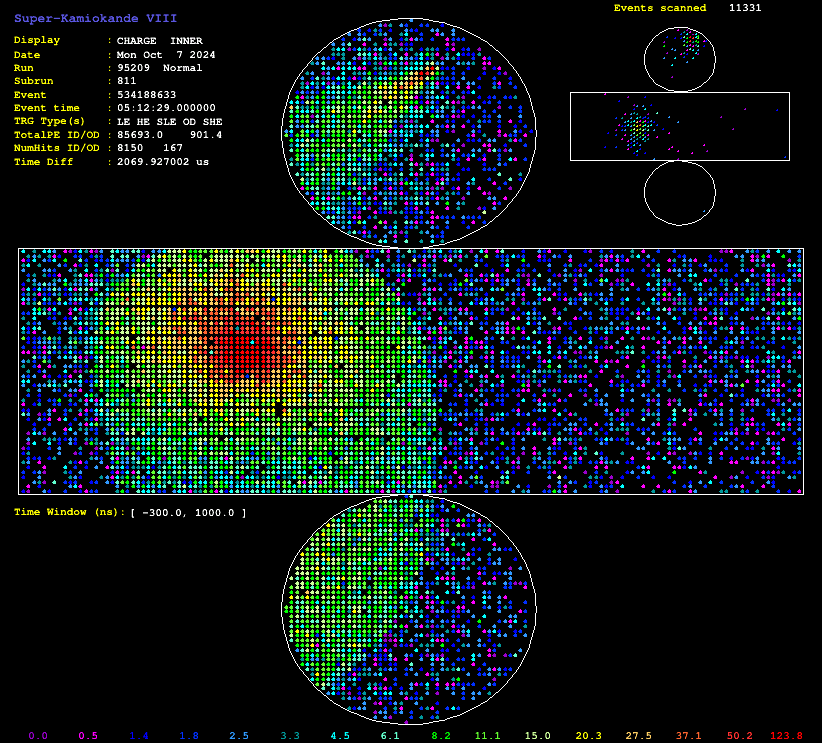 Super-Kamiokande VIII
Events scanned 11331
Display : CHARGE INNER
Date : Mon Oct 7 2024
Run : 95209 Normal
Subrun : 811
Event : 534188633
Event time : 05:12:29.000000
TRG Type(s) : LE HE SLE OD SHE
TotalPE ID/OD : 85693.0 901.4
NumHits ID/OD : 8150 167
Time Diff : 2069.927002 us
Time Window (ns): [ -300.0, 1000.0 ]
0.0 0.5 1.4 1.8 2.5 3.3 4.5 6.1 8.2 11.1 15.0 20.3 27.5 37.1 50.2 123.8